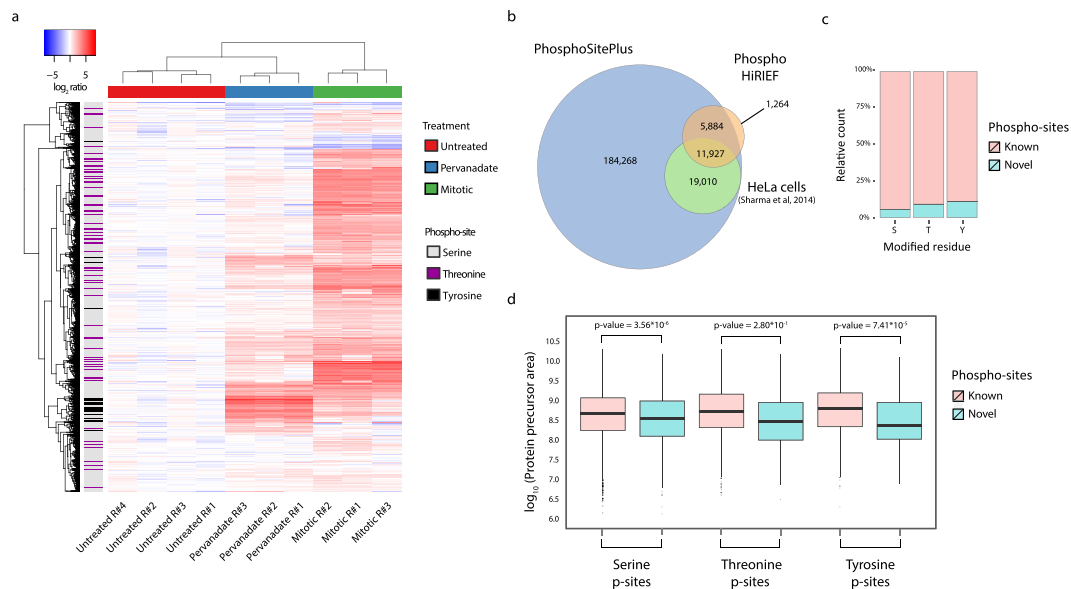 a
−5
5
log2 ratio
Treatment
Untreated
Pervanadate
Mitotic
Phospho-site
Serine
Threonine
Tyrosine
Untreated R#4
Untreated R#2
Untreated R#3
Untreated R#1
Pervanadate R#3
Pervanadate R#2
Pervanadate R#1
Mitotic R#2
Mitotic R#1
Mitotic R#3
b
PhosphoSitePlus
Phospho
HiRIEF
1,264
5,884
11,927
184,268
19,010
HeLa cells
(Sharma et al, 2014)
c
100%
75%
50%
25%
0%
Relative count
S
T
Y
Modified residue
Phospho-sites
Known
Novel
d
p-value = 3.56*10-6
p-value = 2.80*10-1
p-value = 7.41*10-5
10.5
10.0
9.5
9.0
8.5
8.0
7.5
7.0
6.5
6.0
log10 (Protein precursor area)
Serine
p-sites
Threonine
p-sites
Tyrosine
p-sites
Phospho-sites
Known
Novel